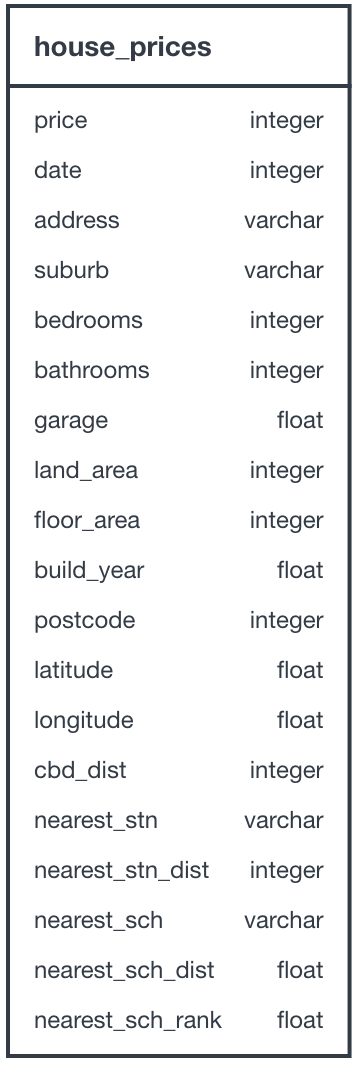 house_prices
price integer
date integer
address varchar
suburb varchar
bedrooms integer
bathrooms integer
garage float
land_area integer
floor_area integer
build_year float
postcode integer
latitude float
longitude float
cbd_dist integer
nearest_stn varchar
nearest_stn_dist integer
nearest_sch varchar
nearest_sch_dist float
nearest_sch_rank float